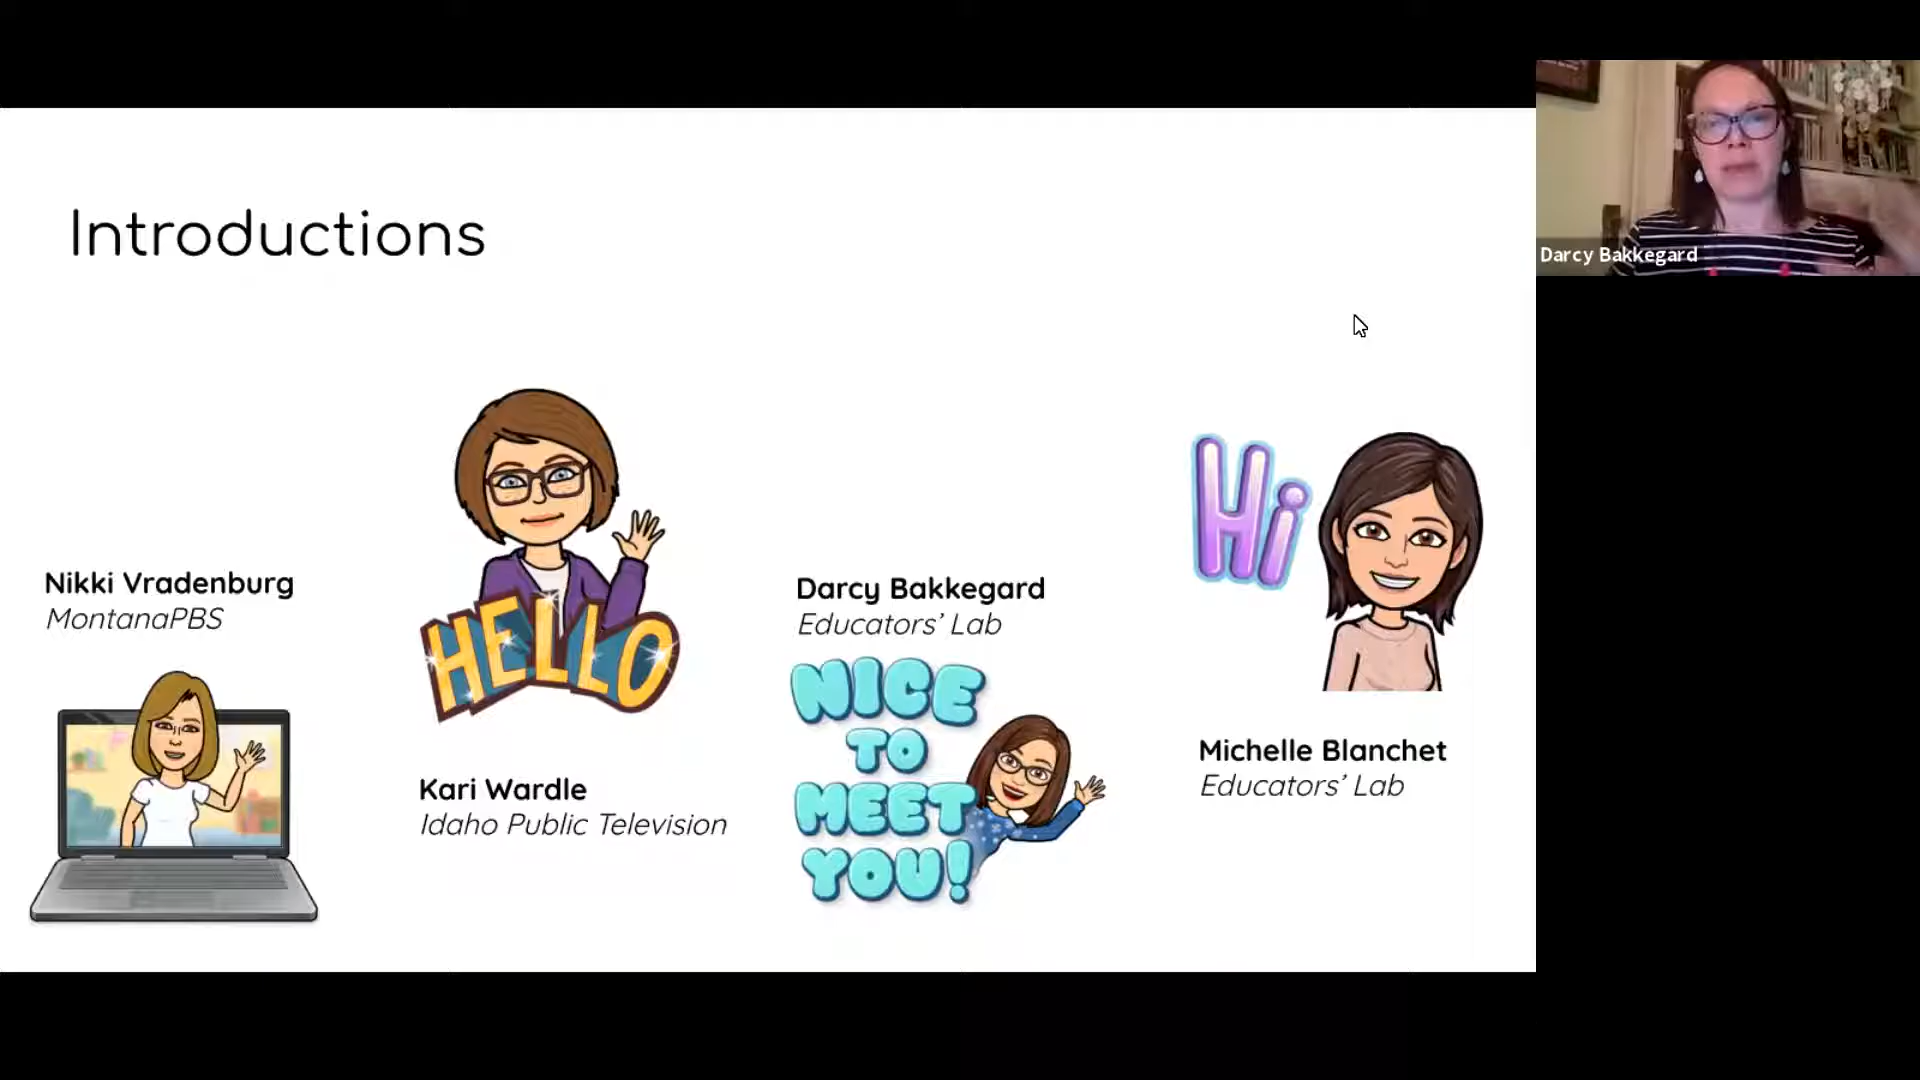 Introductions
Nikki Vradenburg
MontanaPBS
HELLO
Kari Wardle
Idaho Public Television
Darcy Bakkegard
Educators’ Lab
NICE
TO
MEET
YOU!
Hi
Michelle Blanchet
Educators’ Lab
Darcy Bakkegard